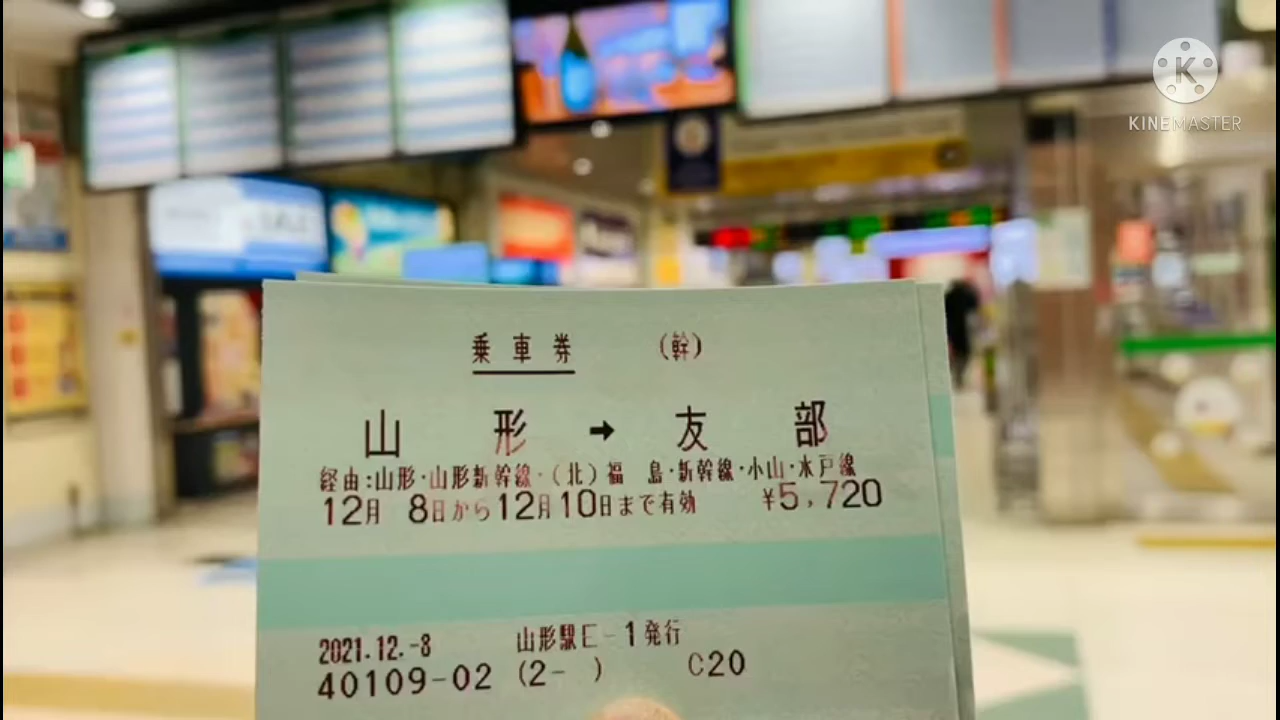 KINEMASTER
乗車券 (幹)
山形 → 友部
経由:山形・山形新幹線・(北)福島・新幹線・小山・水戸線
12月 8日から12月10日まで有効 ¥5,720
2021.12.-8 山形駅E-1発行
40109-02 (2- ) C20